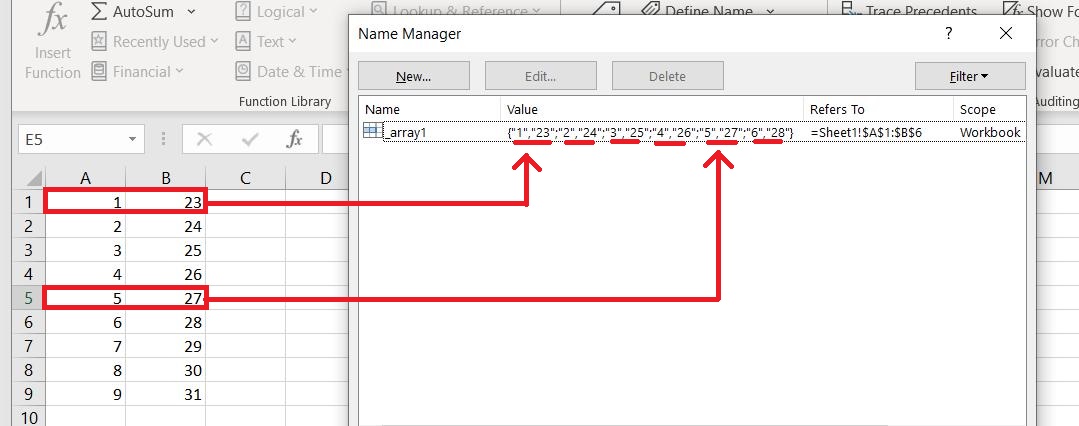 AutoSum
Logical
Lookup & Reference
Define Name
Trace Precedents
Show Fo
Insert
Function
Recently Used
Text
Error Ch
Financial
Date & Time
Evaluate
Function Library
Auditing
Name Manager
?
New...
Edit...
Delete
Filter
Name Value Refers To Scope
_array1 {"1","23";"2","24";"3","25";"4","26";"5","27";"6","28"} =Sheet1!$A$1:$B$6 Workbook
E5 fx
A B C D M
1 1 23
2 2 24
3 3 25
4 4 26
5 5 27
6 6 28
7 7 29
8 8 30
9 9 31
10